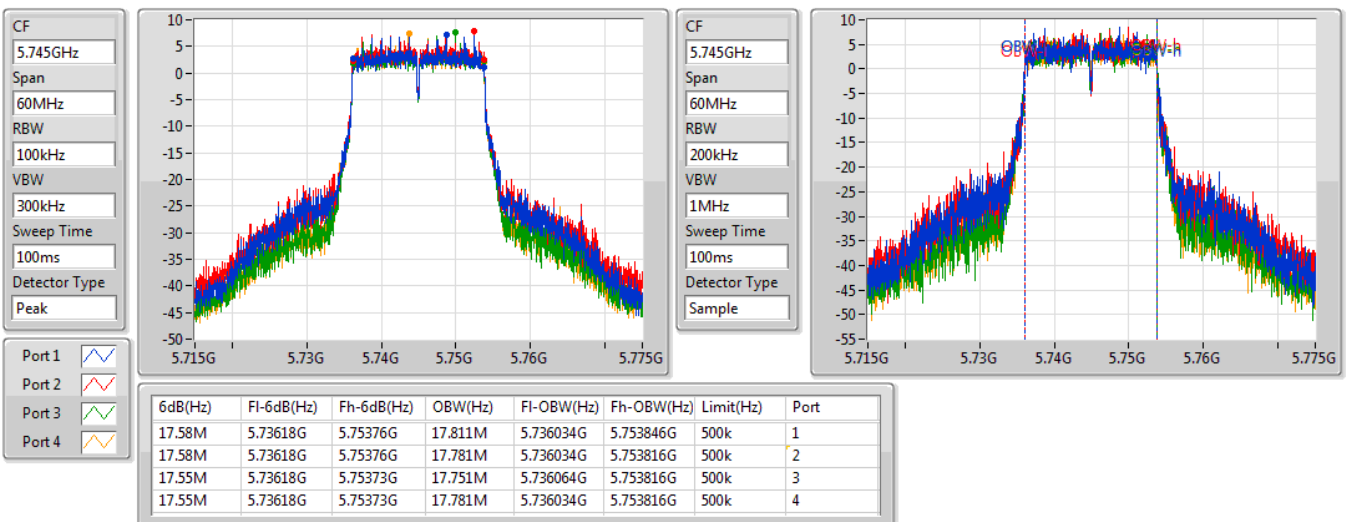 CF
5.745GHz
Span
60MHz
RBW
100kHz
VBW
300kHz
Sweep Time
100ms
Detector Type
Peak
10
5
0
-5
-10
-15
-20
-25
-30
-35
-40
-45
-50
5.715G 5.73G 5.74G 5.75G 5.76G 5.775G
CF
5.745GHz
Span
60MHz
RBW
200kHz
VBW
1MHz
Sweep Time
100ms
Detector Type
Sample
10
5
0
-5
-10
-15
-20
-25
-30
-35
-40
-45
-50
-55
5.715G 5.73G 5.74G 5.75G 5.76G 5.775G
Port 1
Port 2
Port 3
Port 4
6dB(Hz) Fl-6dB(Hz) Fh-6dB(Hz) OBW(Hz) Fl-OBW(Hz) Fh-OBW(Hz) Limit(Hz) Port
17.58M 5.73618G 5.75376G 17.811M 5.736034G 5.753846G 500k 1
17.58M 5.73618G 5.75376G 17.781M 5.736034G 5.753816G 500k 2
17.55M 5.73618G 5.75373G 17.751M 5.736064G 5.753816G 500k 3
17.55M 5.73618G 5.75373G 17.781M 5.736034G 5.753816G 500k 4